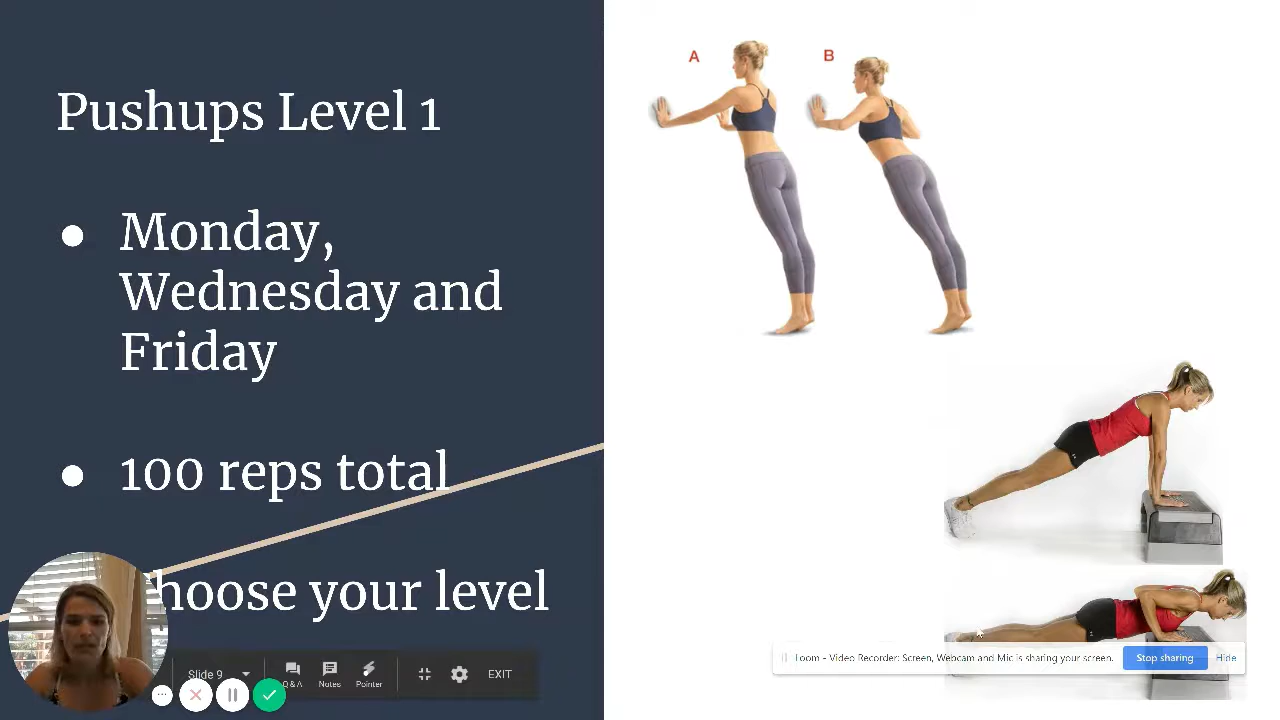 Pushups Level 1
● Monday,
Wednesday and
Friday
● 100 reps total
hoose your level
A
B
Slide 9
Q & A
Notes
Pointer
EXIT
Loom - Video Recorder: Screen, Webcam and Mic is sharing your screen.
Stop sharing
Hide